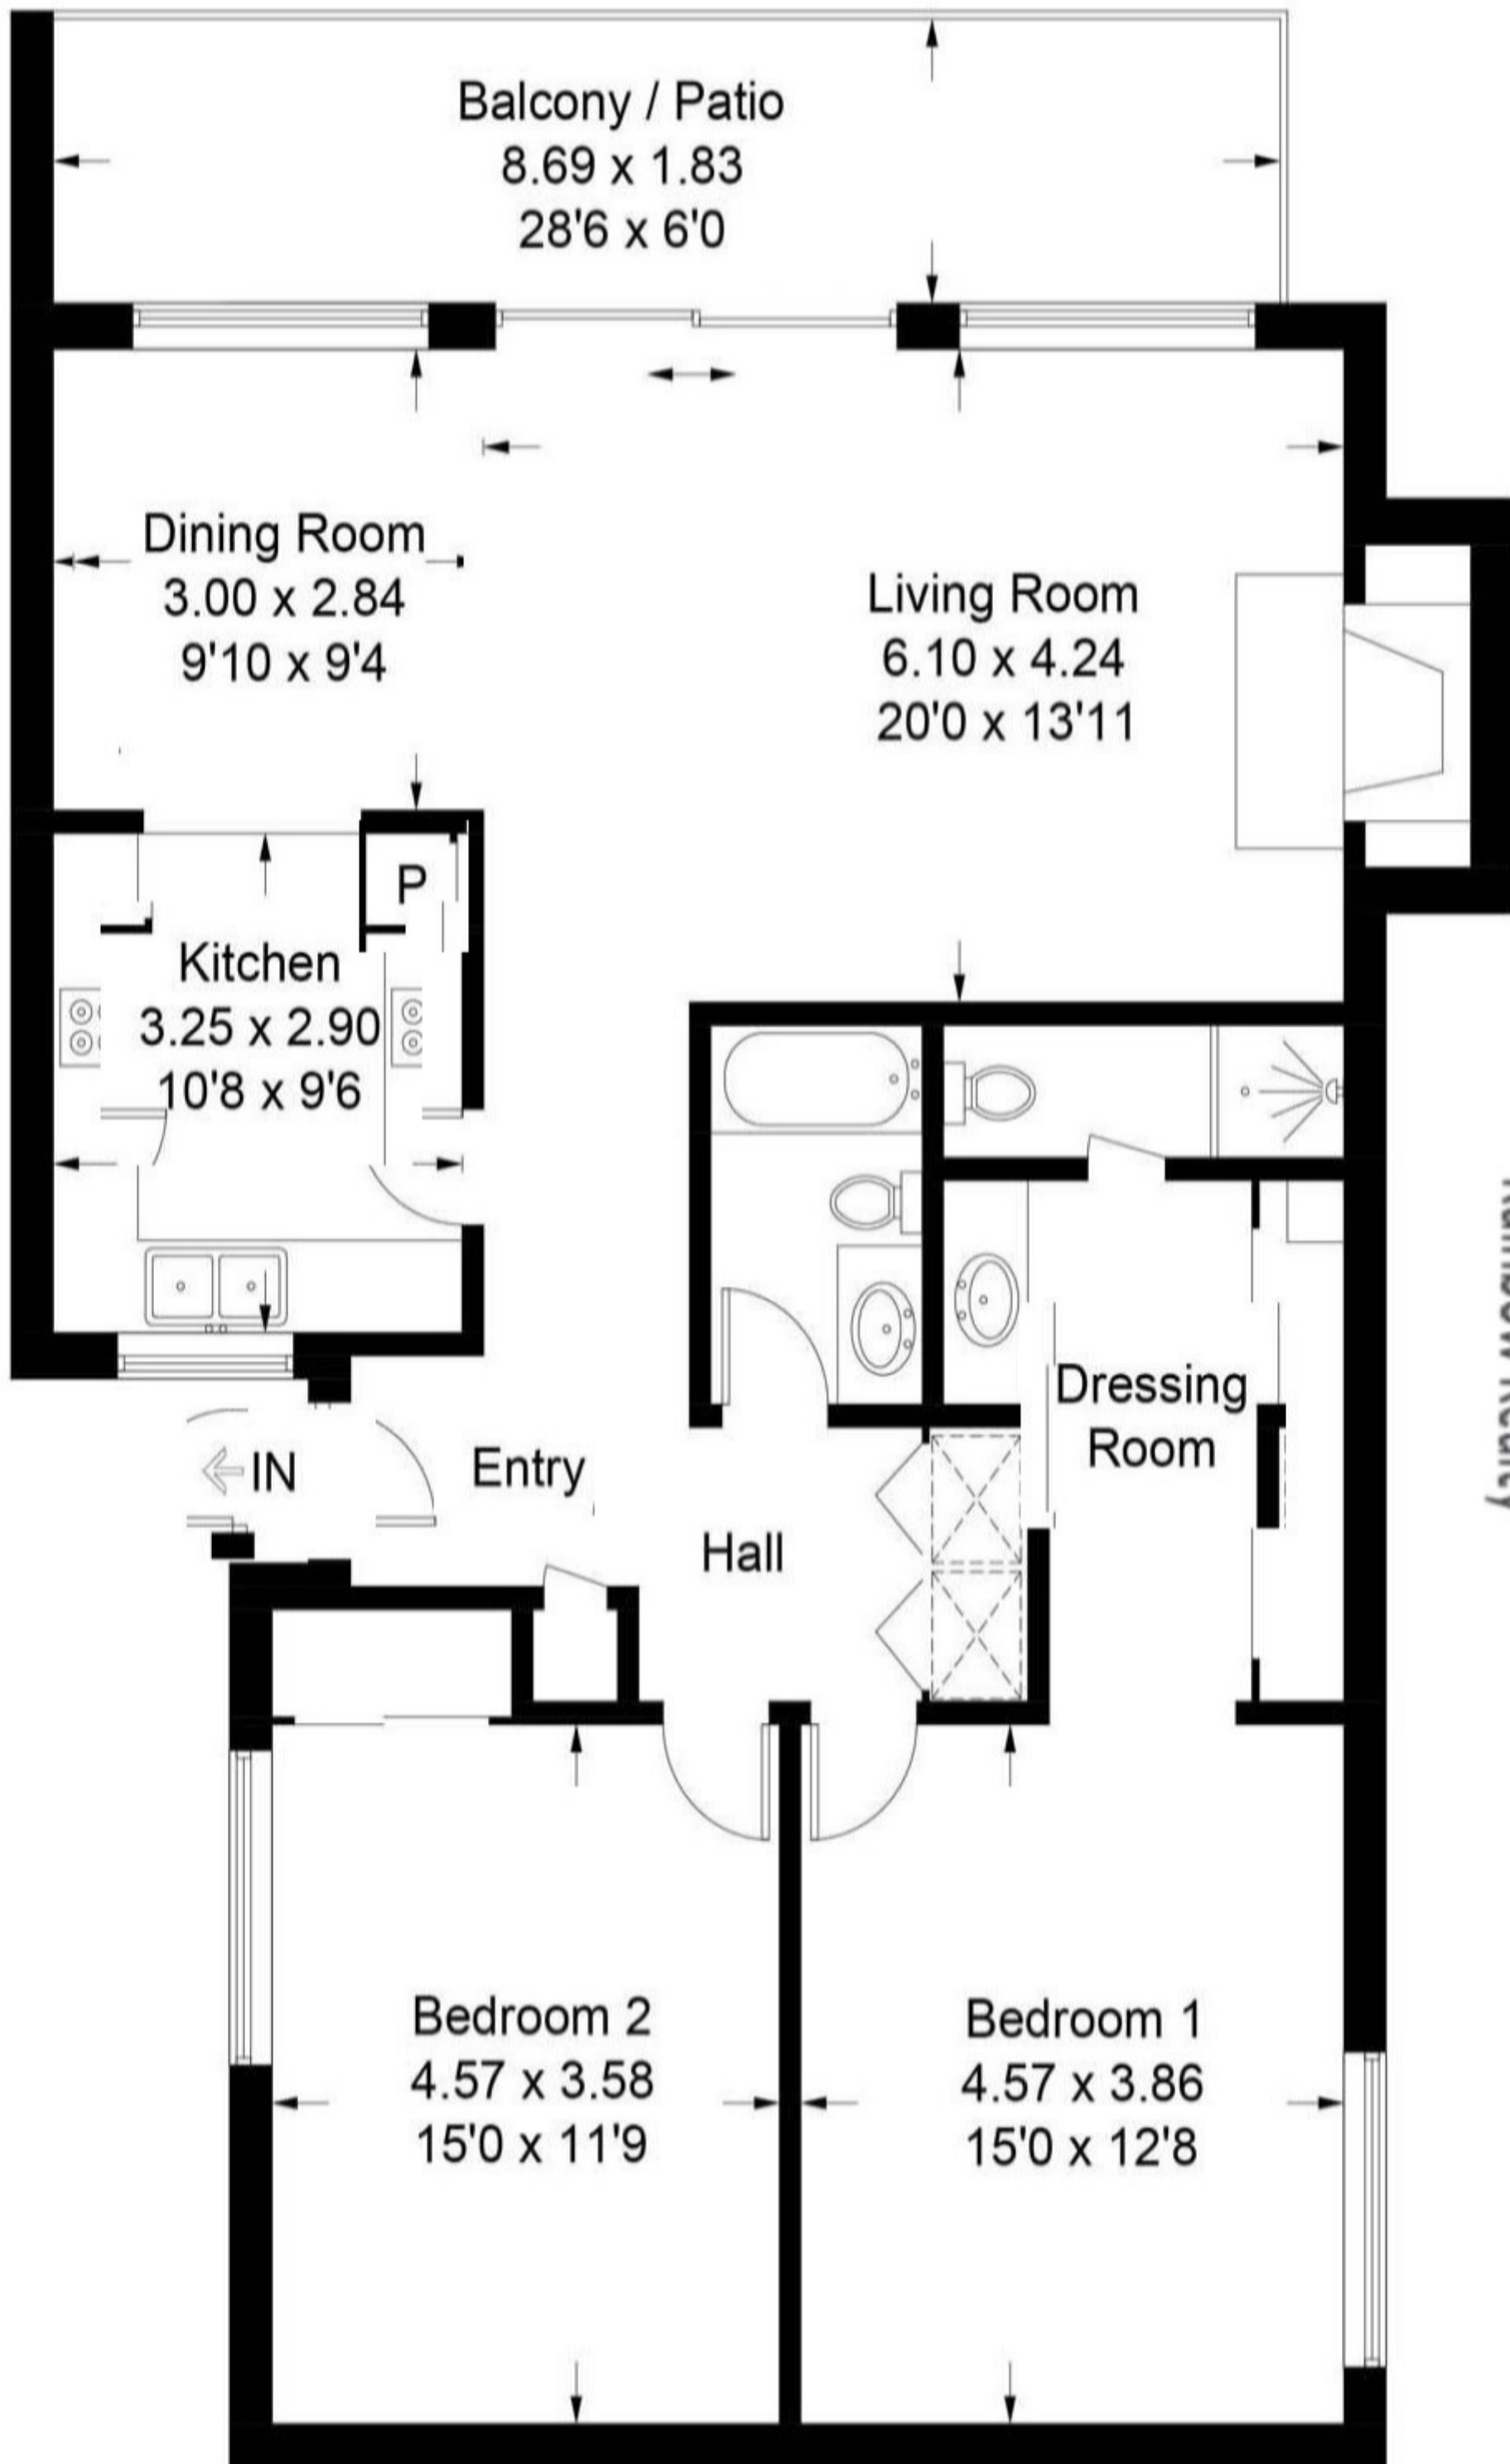 Balcony / Patio
8.69 x 1.83
28'6 x 6'0
Dining Room
3.00 x 2.84
9'10 x 9'4
Living Room
6.10 x 4.24
20'0 x 13'11
P
Kitchen
3.25 x 2.90
10'8 x 9'6
Dressing
Room
IN
Entry
Hall
Bedroom 2
4.57 x 3.58
15'0 x 11'9
Bedroom 1
4.57 x 3.86
15'0 x 12'8